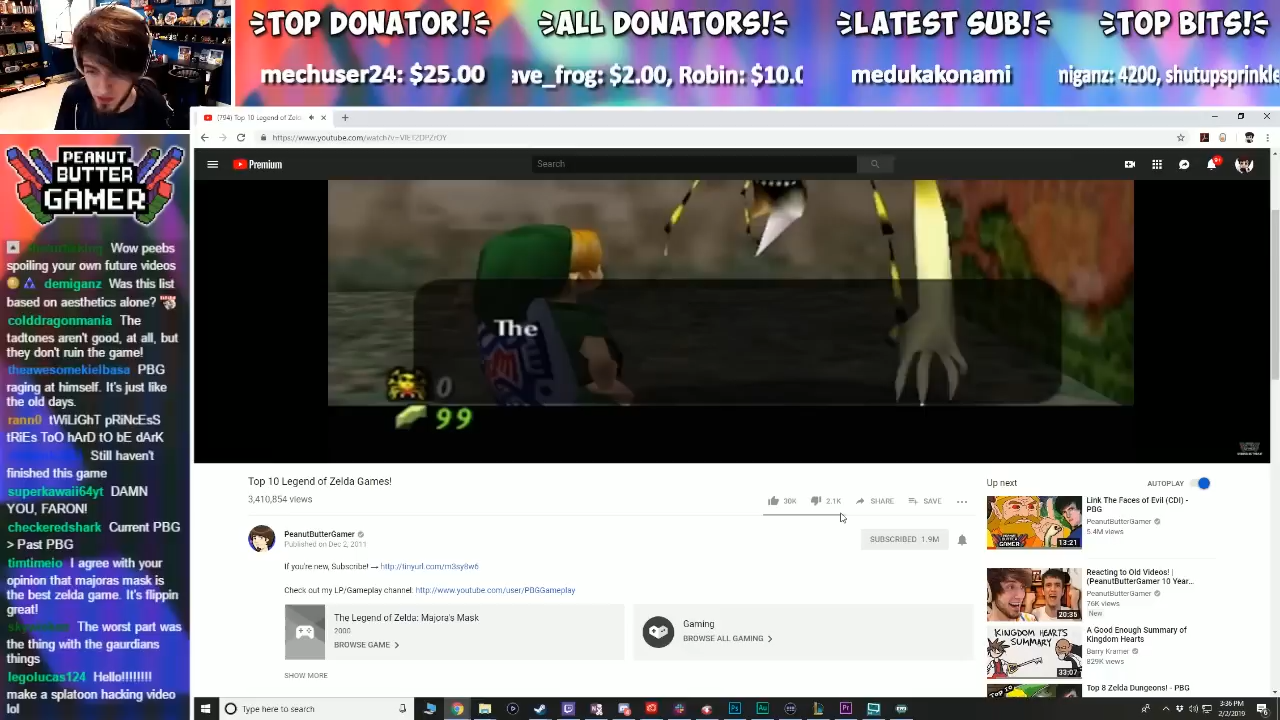 TOP DONATOR!
ALL DONATORS!
LATEST SUB!
TOP BITS!
mechuser24: $25.00
ave_frog: $2.00, Robin: $10.0
medukakonami
niganz: 4200, shutupsprinkle
(794) Top 10 Legend of Zeld
Premium
Search
9+
The
0
99
Top 10 Legend of Zelda Games!
3,410,854 views
30K
2.1K
SHARE
SAVE
PeanutButterGamer
Published on Dec 2, 2011
SUBSCRIBED 1.9M
If you're new, Subscribe! → http://tinyurl.com/m3sy8w6
Check out my LP/Gameplay channel: http://www.youtube.com/user/PBGGameplay
The Legend of Zelda: Majora's Mask
2000
BROWSE GAME
Gaming
BROWSE ALL GAMING
SHOW MORE
Up next
AUTOPLAY
Link The Faces of Evil (CDI) -
PBG
PeanutButterGamer
5.4M views
13:21
Reacting to Old Videos! |
(PeanutButterGamer 10 Year...
PeanutButterGamer
76K views
New
20:35
KINGDOM HEARTS
SUMMARY
A Good Enough Summary of
Kingdom Hearts
Barry Kramer
829K views
33:07
Top 8 Zelda Dungeons! - PBG
PEANUT
BUTTER
GAMER
Wow peebs
spoiling your own future videos
demiganz: Was this list
based on aesthetics alone?
colddragonmania: The
tadtones aren't good, at all, but
they don't ruin the game!
theawesomekielbasa: PBG
raging at himself. It's just like
the old days.
rann0: tWiLiGhT pRiNcEsS
tRiEs ToO hArD tO bE dArK
Still haven't
finished this game
superkawaii64yt: DAMN
YOU, FARON!
checkeredshark: Current PBG
> Past PBG
timtimeio: I agree with your
opinion that majoras mask is
the best zelda game. It's flippin
great!
The worst part was
the thing with the guardians
things
legolucas124: Hello!!!!!!!!
make a splatoon hacking video
lol
Type here to search
3:36 PM
2/2/2019